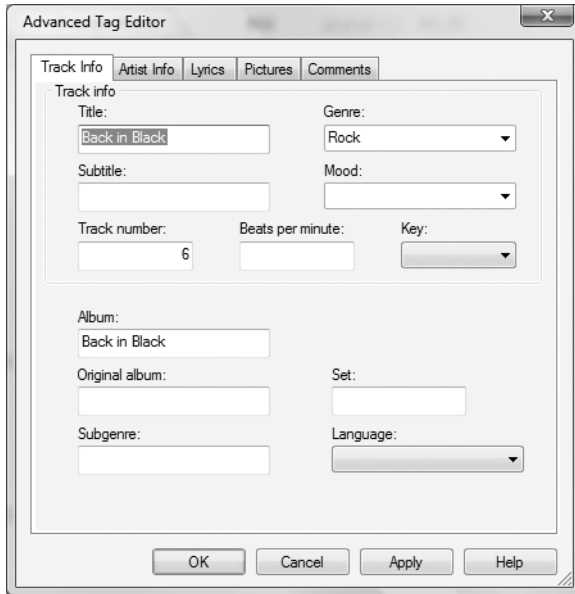 Advanced Tag Editor
Track Info Artist Info Lyrics Pictures Comments
Track info
Title: Genre:
Back in Black Rock
Subtitle: Mood:
Track number: Beats per minute: Key:
6
Album:
Back in Black
Original album: Set:
Subgenre: Language:
OK Cancel Apply Help